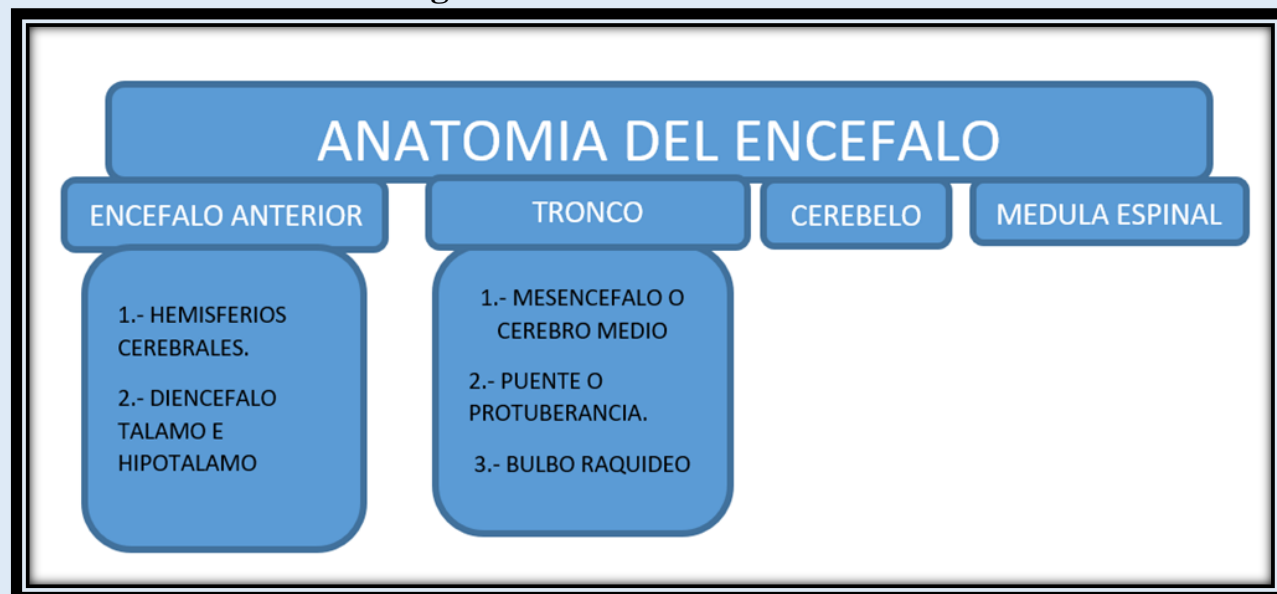 ANATOMIA DEL ENCEFALO
ENCEFALO ANTERIOR
1.- HEMISFERIOS
CEREBRALES.
2.- DIENCEFALO
TALAMO E
HIPOTALAMO
TRONCO
1.- MESENCEFALO O
CEREBRO MEDIO
2.- PUENTE O
PROTUBERANCIA.
3.- BULBO RAQUIDEO
CEREBELO
MEDULA ESPINAL